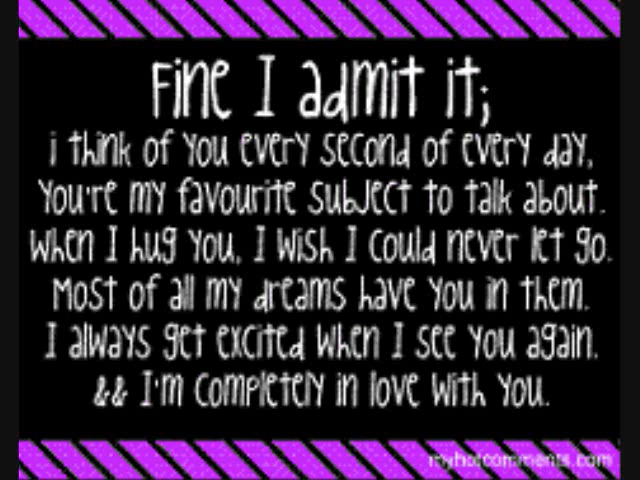 Fine I admit it;
i think of you every second of every day,
You're my favourite subject to talk about.
When I hug you, I wish I could never let go.
Most of all my dreams have you in them.
I always get excited when I see you again.
&& I'm completely in love with you.
myhotcomments.com